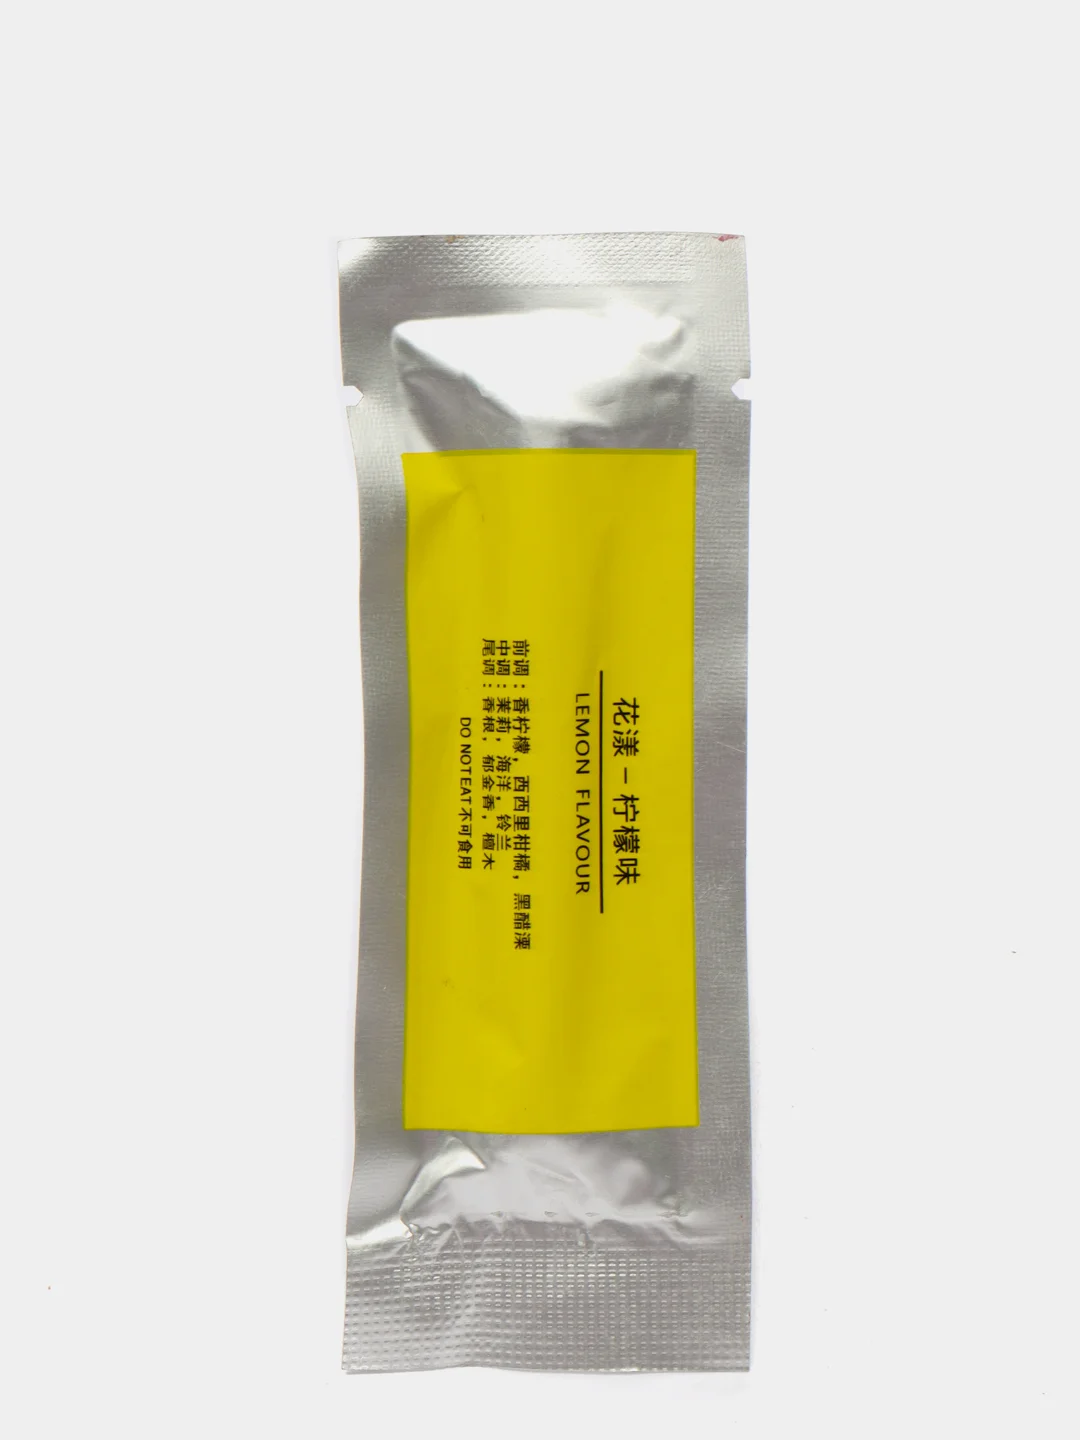 花漾 – 柠檬味
LEMON FLAVOUR
前调：香柠檬，西西里柑橘，黑醋溧
中调：茉莉，海洋，铃兰
尾调：香根，郁金香，檀木
DO NOTEAT不可食用